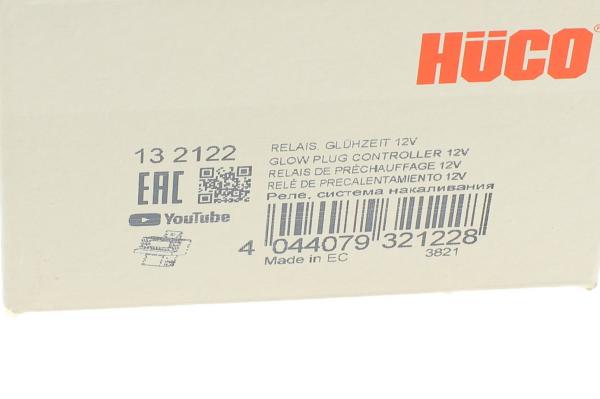 HÜCO®
13 2122
RELAIS. GLÜHZEIT 12V
GLOW PLUG CONTROLLER 12V
RELAIS DE PRÉCHAUFFAGE 12V
RELÉ DE PRECALENTAMIENTO 12V
Реле, система накаливания
EAC
YouTube
4 044079 321228
Made in EC
3821